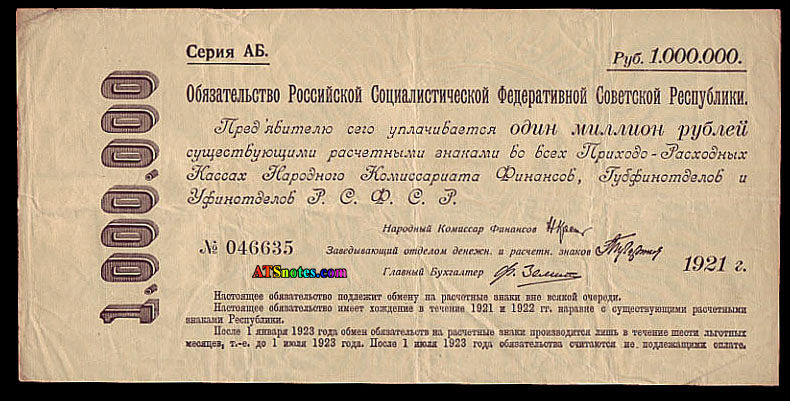 Серия АБ.
Руб. 1.000.000.
1.000.000
Обязательство Российской Социалистической Федеративной Советской Республики.
Пред'явителю сего уплачивается один миллион рублей
существующими расчетными знаками во всех Приходо-Расходных
Кассах Народного Комиссариата Финансов, Губфинотделов и
Уфинотделов Р. С. Ф. С. Р.
Народный Комиссар Финансов
№ 046635 Заведывающий отделом денежн. и расчетн. знаков
Главный Бухгалтер
1921 г.
ATSnotes.com
Настоящее обязательство подлежит обмену на расчетные знаки вне всякой очереди.
Настоящее обязательство имеет хождение в течение 1921 и 1922 гг. наравне с существующими расчетными
знаками Республики.
После 1 января 1923 года обмен обязательств на расчетные знаки производится лишь в течение шести льготных
месяцев, т.-е. до 1 июля 1923 года. После 1 июля 1923 года обязательства считаются не подлежащими оплате.